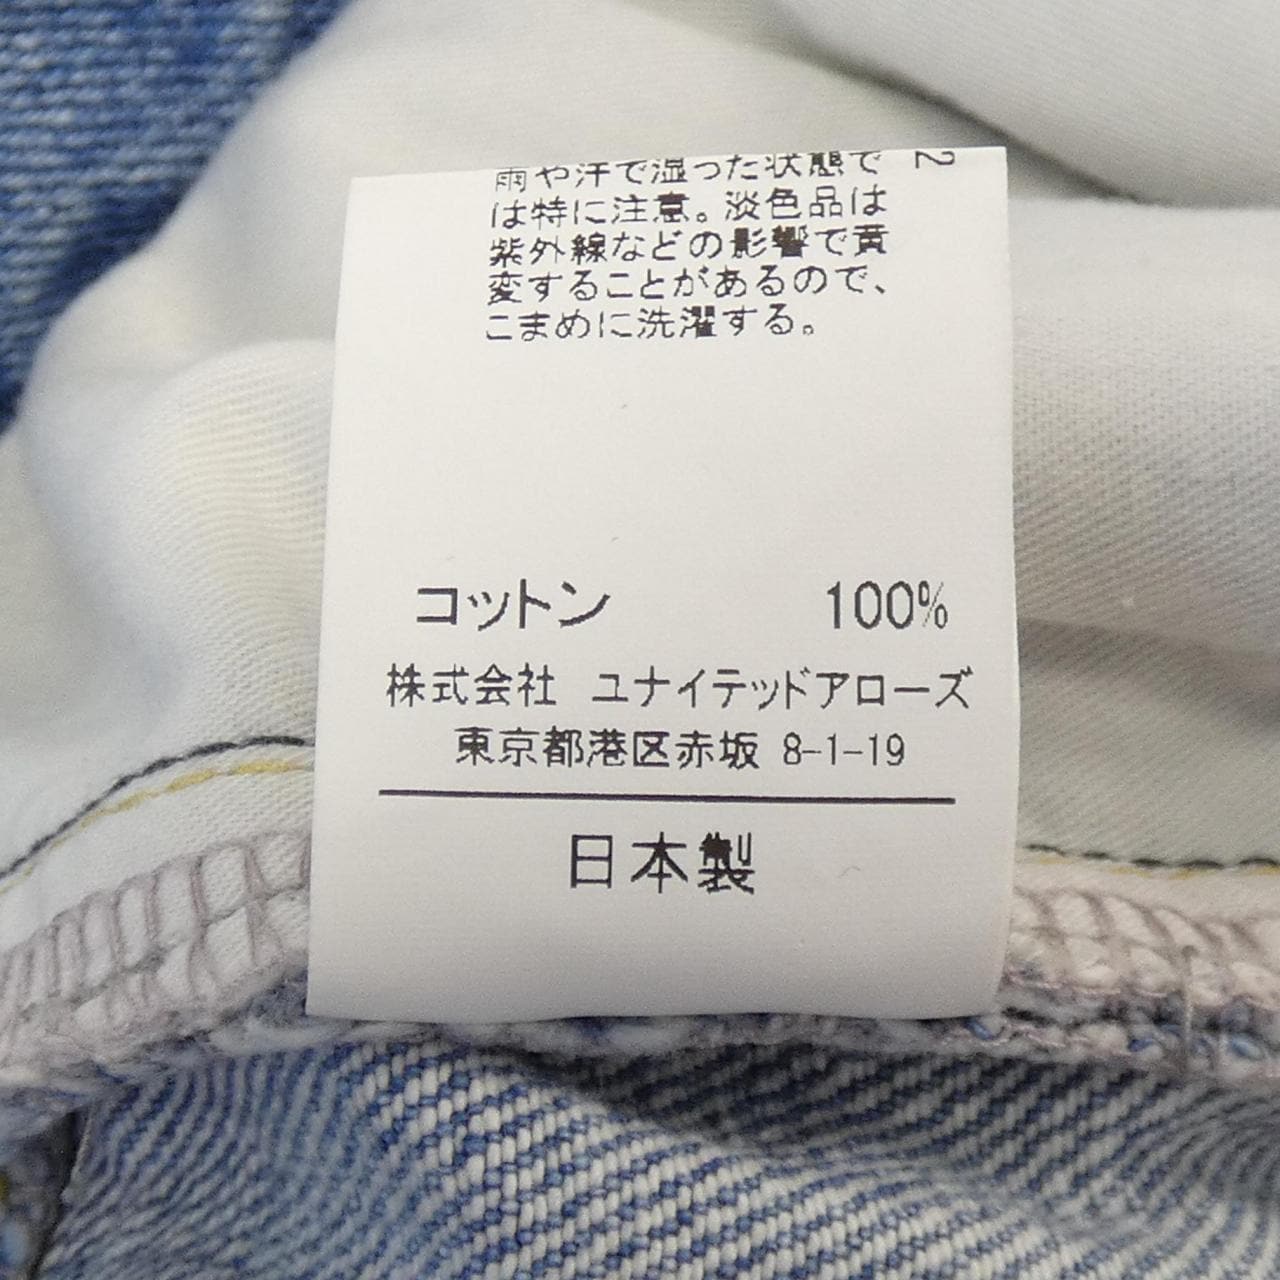 雨や汗で湿った状態で
は特に注意。淡色品は
紫外線などの影響で黄
変することがあるので、
こまめに洗濯する。
2
コットン 100%
株式会社 ユナイテッドアローズ
東京都港区赤坂 8-1-19
日本製